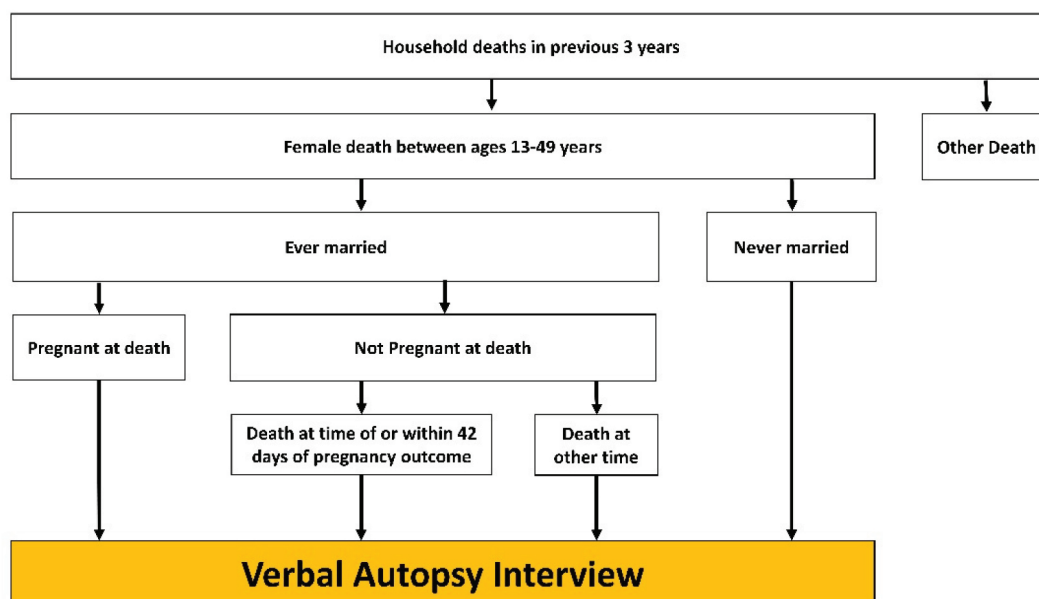 Household deaths in previous 3 years
Female death between ages 13-49 years
Other Death
Ever married
Never married
Pregnant at death
Not Pregnant at death
Death at time of or within 42
days of pregnancy outcome
Death at
other time
Verbal Autopsy Interview